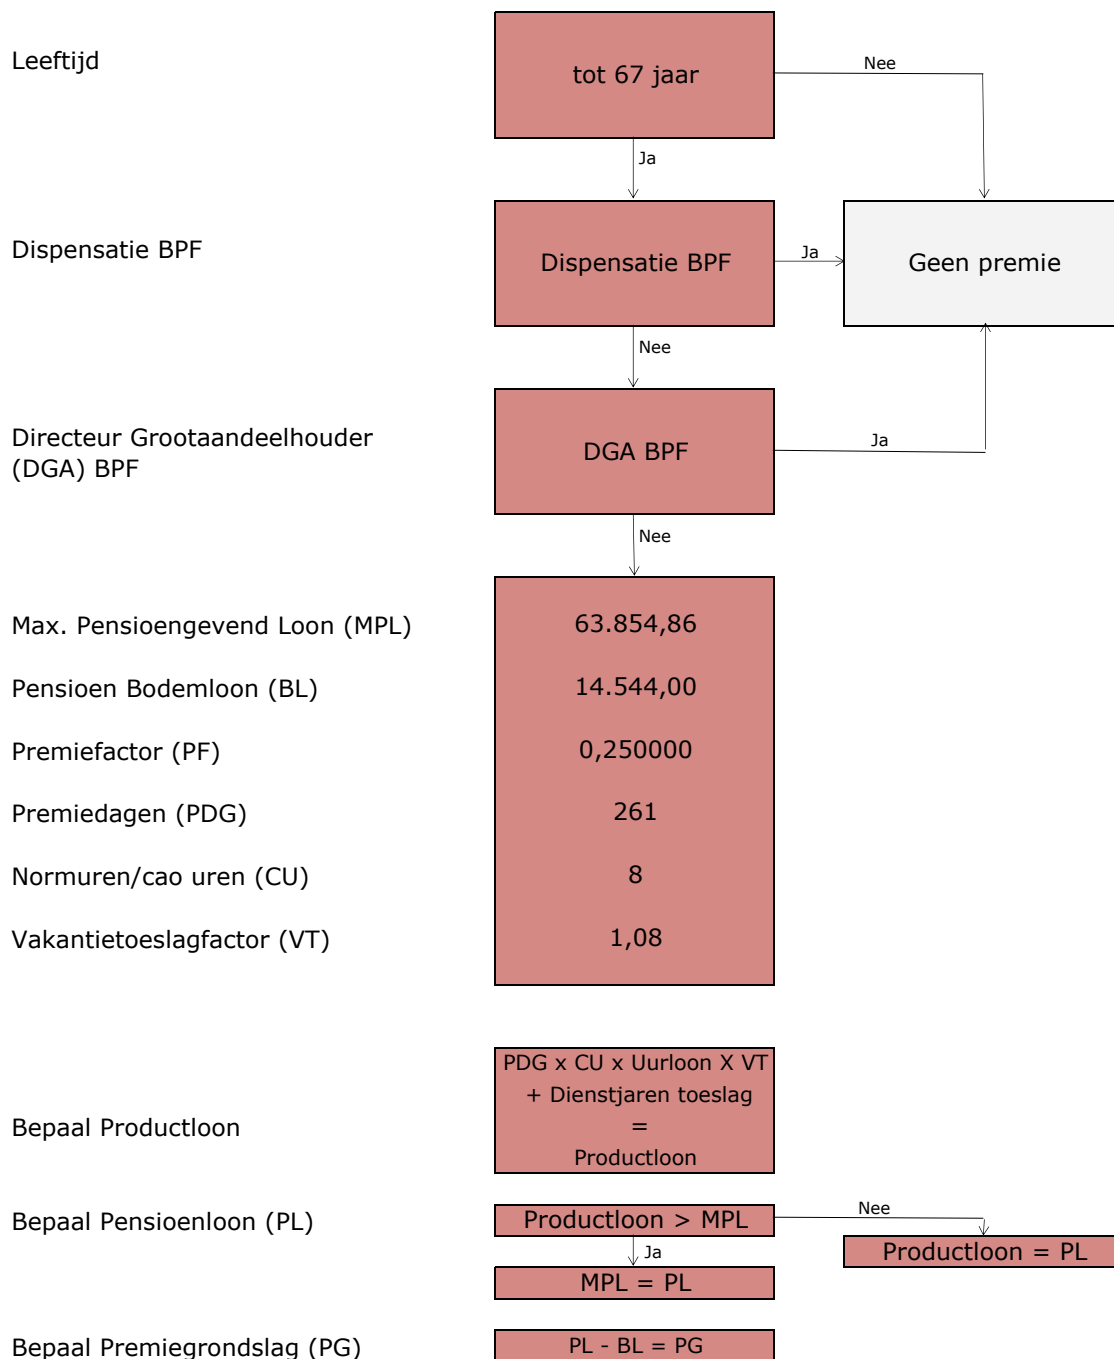 Leeftijd
tot 67 jaar
Nee
Ja
Dispensatie BPF
Dispensatie BPF
Ja
Geen premie
Nee
Directeur Grootaandeelhouder
(DGA) BPF
DGA BPF
Ja
Nee
Max. Pensioengevend Loon (MPL)
63.854,86
Pensioen Bodemloon (BL)
14.544,00
Premiefactor (PF)
0,250000
Premiedagen (PDG)
261
Normuren/cao uren (CU)
8
Vakantietoeslagfactor (VT)
1,08
Bepaal Productloon
PDG x CU x Uurloon X VT
+ Dienstjaren toeslag
=
Productloon
Bepaal Pensioenloon (PL)
Productloon > MPL
Nee
Productloon = PL
Ja
MPL = PL
Bepaal Premiegrondslag (PG)
PL - BL = PG